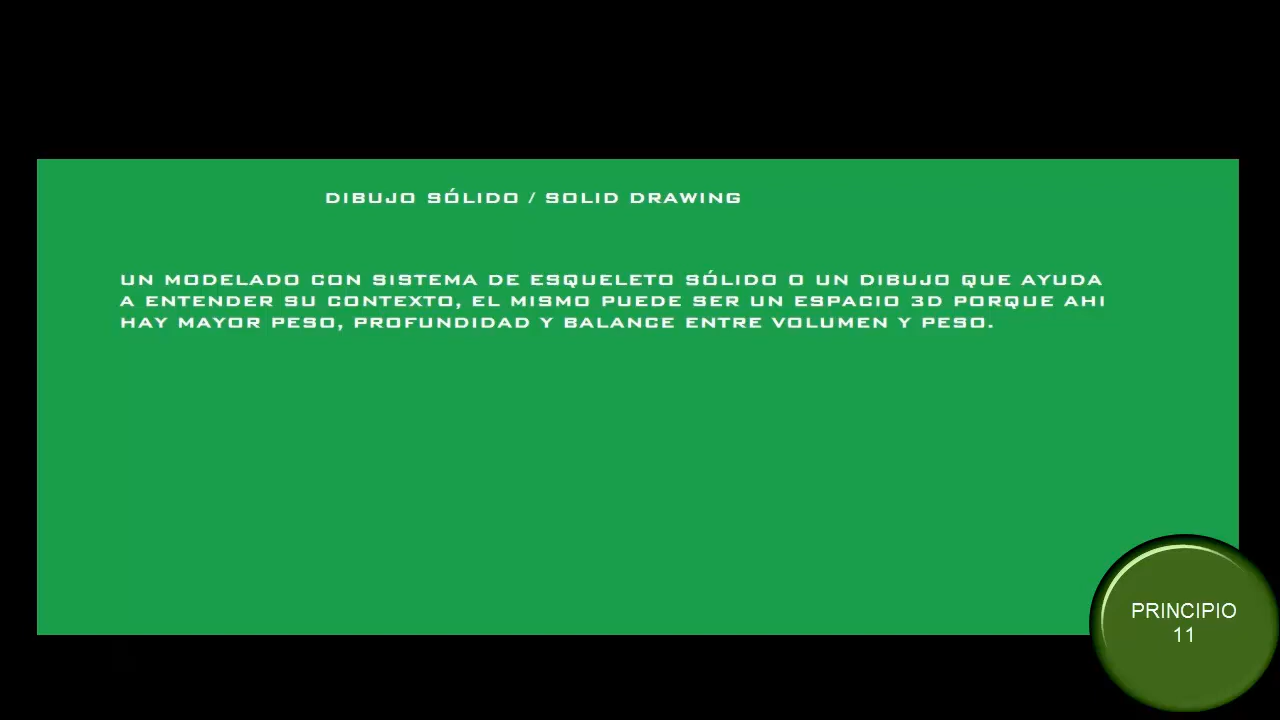 DIBUJO SÓLIDO / SOLID DRAWING
UN MODELADO CON SISTEMA DE ESQUELETO SÓLIDO O UN DIBUJO QUE AYUDA
A ENTENDER SU CONTEXTO, EL MISMO PUEDE SER UN ESPACIO 3D PORQUE AHI
HAY MAYOR PESO, PROFUNDIDAD Y BALANCE ENTRE VOLUMEN Y PESO.
PRINCIPIO
11